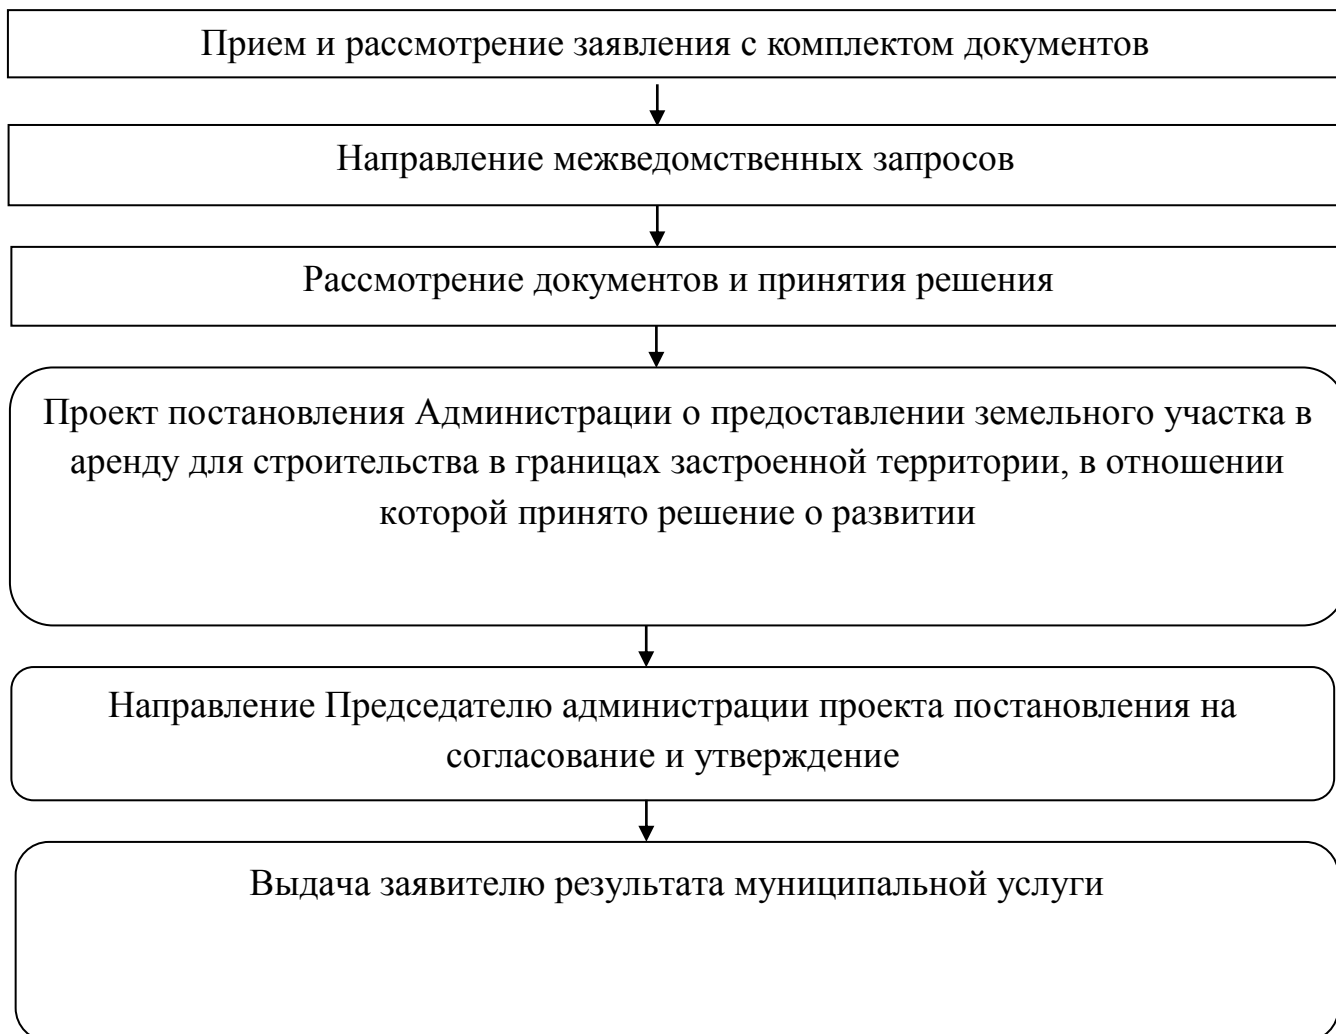 Прием и рассмотрение заявления с комплектом документов
Направление межведомственных запросов
Рассмотрение документов и принятия решения
Проект постановления Администрации о предоставлении земельного участка в
аренду для строительства в границах застроенной территории, в отношении
которой принято решение о развитии
Направление Председателю администрации проекта постановления на
согласование и утверждение
Выдача заявителю результата муниципальной услуги